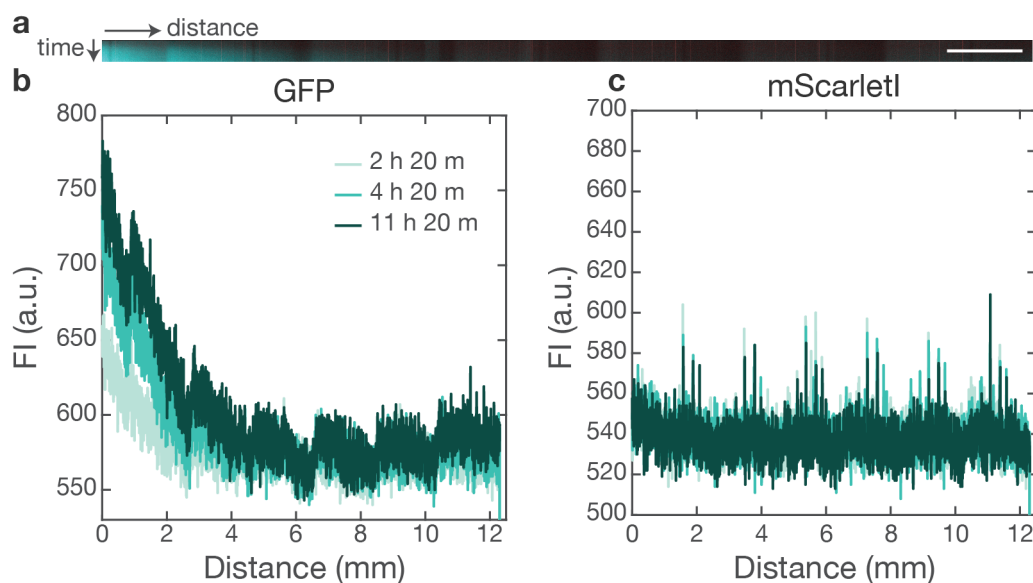 a
distance
time
b
GFP
800
750
700
650
600
550
FI (a.u.)
2 h 20 m
4 h 20 m
11 h 20 m
0 2 4 6 8 10 12
Distance (mm)
c
mScarletI
700
680
660
640
620
600
580
560
540
520
500
FI (a.u.)
0 2 4 6 8 10 12
Distance (mm)